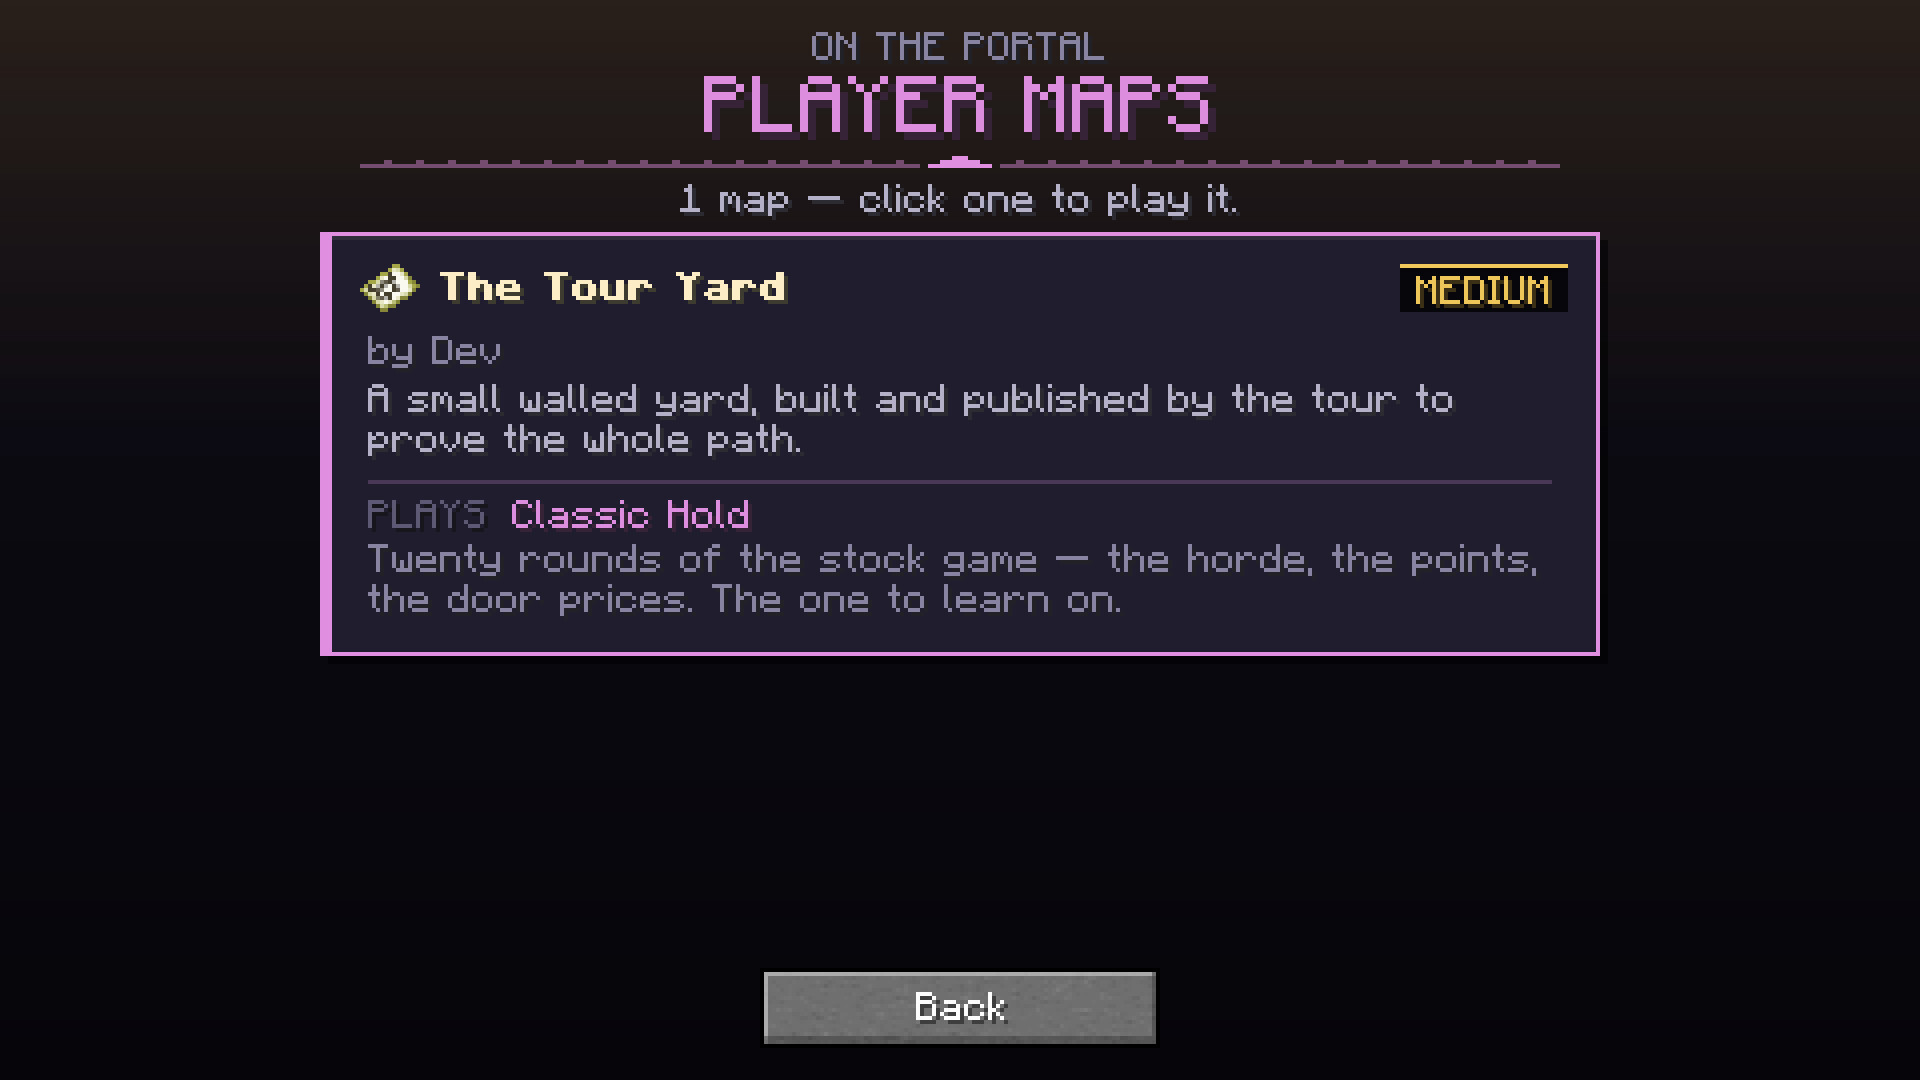 ON THE PORTAL
PLAYER MAPS
1 map — click one to play it.
The Tour Yard
MEDIUM
by Dev
A small walled yard, built and published by the tour to
prove the whole path.
PLAYS Classic Hold
Twenty rounds of the stock game — the horde, the points,
the door prices. The one to learn on.
Back